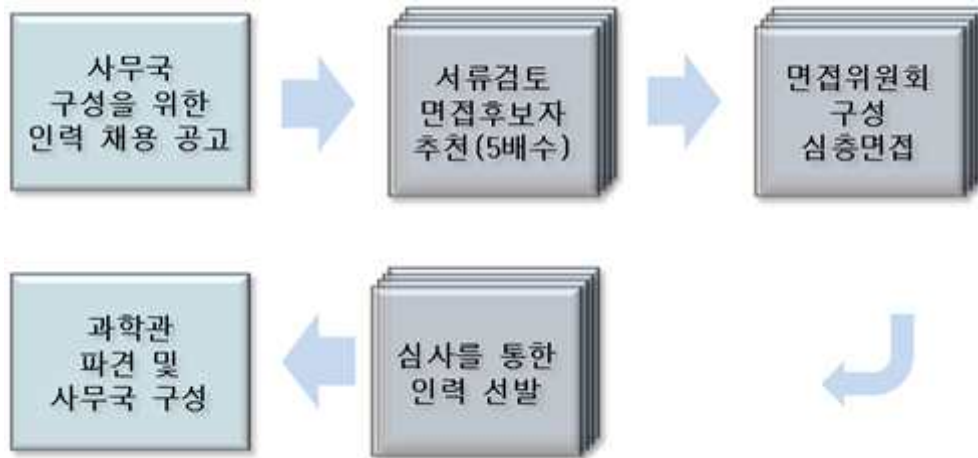 사무국
구성을 위한
인력 채용 공고
서류검토
면접후보자
추천(5배수)
면접위원회
구성
심층면접
심사를 통한
인력 선발
과학관
파견 및
사무국 구성